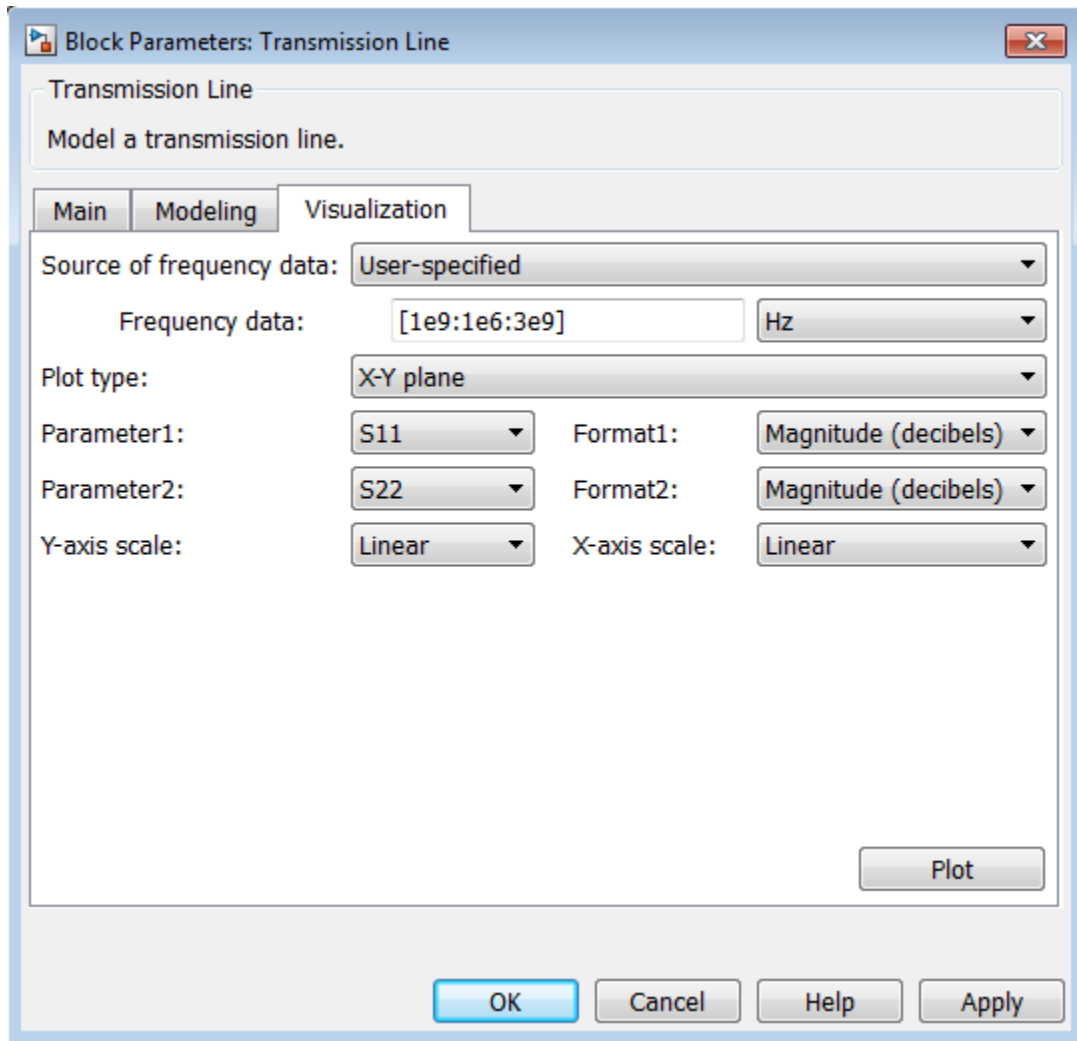 Block Parameters: Transmission Line
Transmission Line
Model a transmission line.
Main Modeling Visualization
Source of frequency data: User-specified
Frequency data: [1e9:1e6:3e9] Hz
Plot type: X-Y plane
Parameter1: S11 Format1: Magnitude (decibels)
Parameter2: S22 Format2: Magnitude (decibels)
Y-axis scale: Linear X-axis scale: Linear
Plot
OK Cancel Help Apply